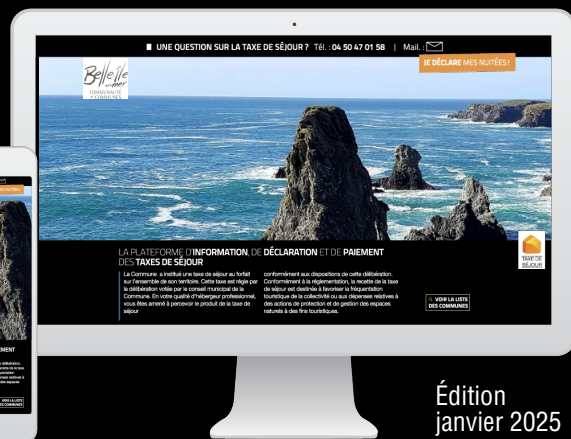 UNE QUESTION SUR LA TAXE DE SÉJOUR ? Tél. : 04 50 47 01 58 | Mail. :
JE DÉCLARE MES NUITÉES !
Belle île
en mer
COMMUNAUTÉ
DE COMMUNES
LA PLATEFORME D'INFORMATION, DE DÉCLARATION ET DE PAIEMENT
DES TAXES DE SÉJOUR
La Commune a institué une taxe de séjour au forfait
sur l'ensemble de son territoire. Cette taxe est régie par
la délibération votée par le conseil municipal de la
Commune. En votre qualité d'hébergeur professionnel,
vous êtes amené à percevoir le produit de la taxe de
séjour
conformément aux dispositions de cette délibération.
Conformément à la réglementation, la recette de la taxe
de séjour est destinée à favoriser la fréquentation
touristique de la collectivité ou aux dépenses relatives à
des actions de protection et de gestion des espaces
naturels à des fins touristiques.
TAXE DE
SÉJOUR
VOIR LA LISTE
DES COMMUNES
EMENT
VOIR LA LISTE
DES COMMUNES
Édition
janvier 2025